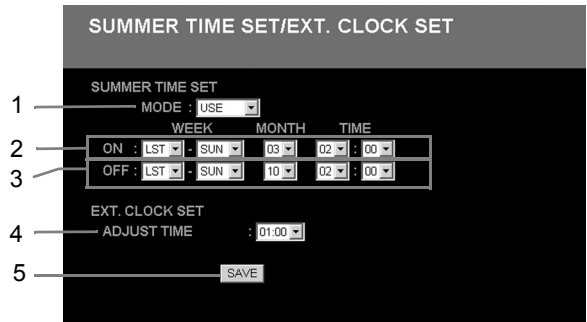 SUMMER TIME SET/EXT. CLOCK SET
SUMMER TIME SET
1 MODE : USE
WEEK MONTH TIME
2 ON : LST - SUN 03 02 : 00
3 OFF : LST - SUN 10 02 : 00
EXT. CLOCK SET
4 ADJUST TIME : 01:00
5 SAVE